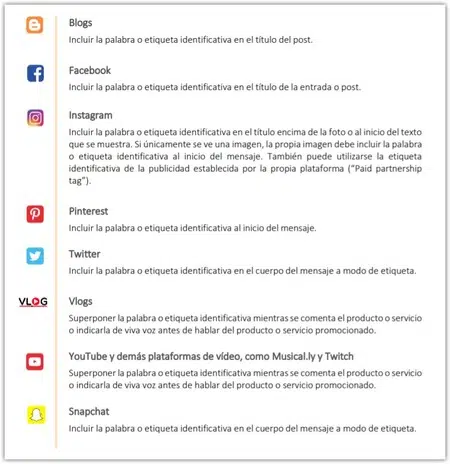 Blogs
Incluir la palabra o etiqueta identificativa en el título del post.
Facebook
Incluir la palabra o etiqueta identificativa en el título de la entrada o post.
Instagram
Incluir la palabra o etiqueta identificativa en el título encima de la foto o al inicio del texto
que se muestra. Si únicamente se ve una imagen, la propia imagen debe incluir la palabra
o etiqueta identificativa al inicio del mensaje. También puede utilizarse la etiqueta
identificativa de la publicidad establecida por la propia plataforma (“Paid partnership
tag”).
Pinterest
Incluir la palabra o etiqueta identificativa al inicio del mensaje.
Twitter
Incluir la palabra o etiqueta identificativa en el cuerpo del mensaje a modo de etiqueta.
VLOG
Vlogs
Superponer la palabra o etiqueta identificativa mientras se comenta el producto o servicio
o indicarla de viva voz antes de hablar del producto o servicio promocionado.
YouTube y demás plataformas de vídeo, como Musical.ly y Twitch
Superponer la palabra o etiqueta identificativa mientras se comenta el producto o servicio
o indicarla de viva voz antes de hablar del producto o servicio promocionado.
Snapchat
Incluir la palabra o etiqueta identificativa en el cuerpo del mensaje a modo de etiqueta.